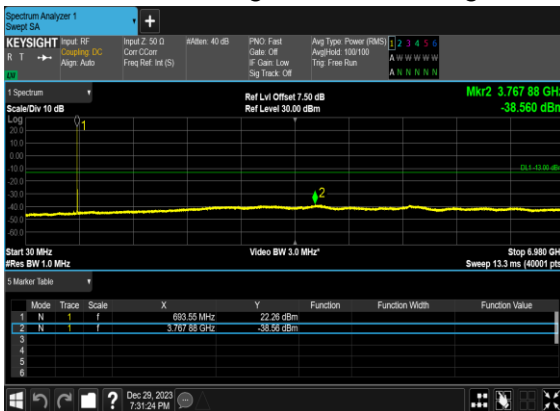 Spectrum Analyzer 1
Swept SA
KEYSIGHT
R T
LV
Input: RF
Coupling: DC
Align: Auto
Input Z: 50 Ω
Corr CCorr
Freq Ref: Int (S)
#Atten: 40 dB
PNO: Fast
Gate: Off
IF Gain: Low
Sig Track: Off
Avg Type: Power (RMS)
Avg|Hold: 100/100
Trig: Free Run
1 2 3 4 5 6
A W W W W W
A N N N N N
1 Spectrum
Scale/Div 10 dB
Ref Lvl Offset 7.50 dB
Ref Level 30.00 dBm
Mkr2 3.767 88 GHz
-38.560 dBm
Log
20.0
10.0
0.00
-10.0
-20.0
-30.0
-40.0
-50.0
-60.0
1
2
DL1 -13.00 dBm
Start 30 MHz
#Res BW 1.0 MHz
Video BW 3.0 MHz*
Stop 6.980 GHz
Sweep 13.3 ms (40001 pts)
5 Marker Table
Mode Trace Scale X Y Function Function Width Function Value
1 N 1 f 693.55 MHz 22.26 dBm
2 N 1 f 3.767 88 GHz -38.56 dBm
3
4
5
6
?
Dec 29, 2023
7:31:24 PM